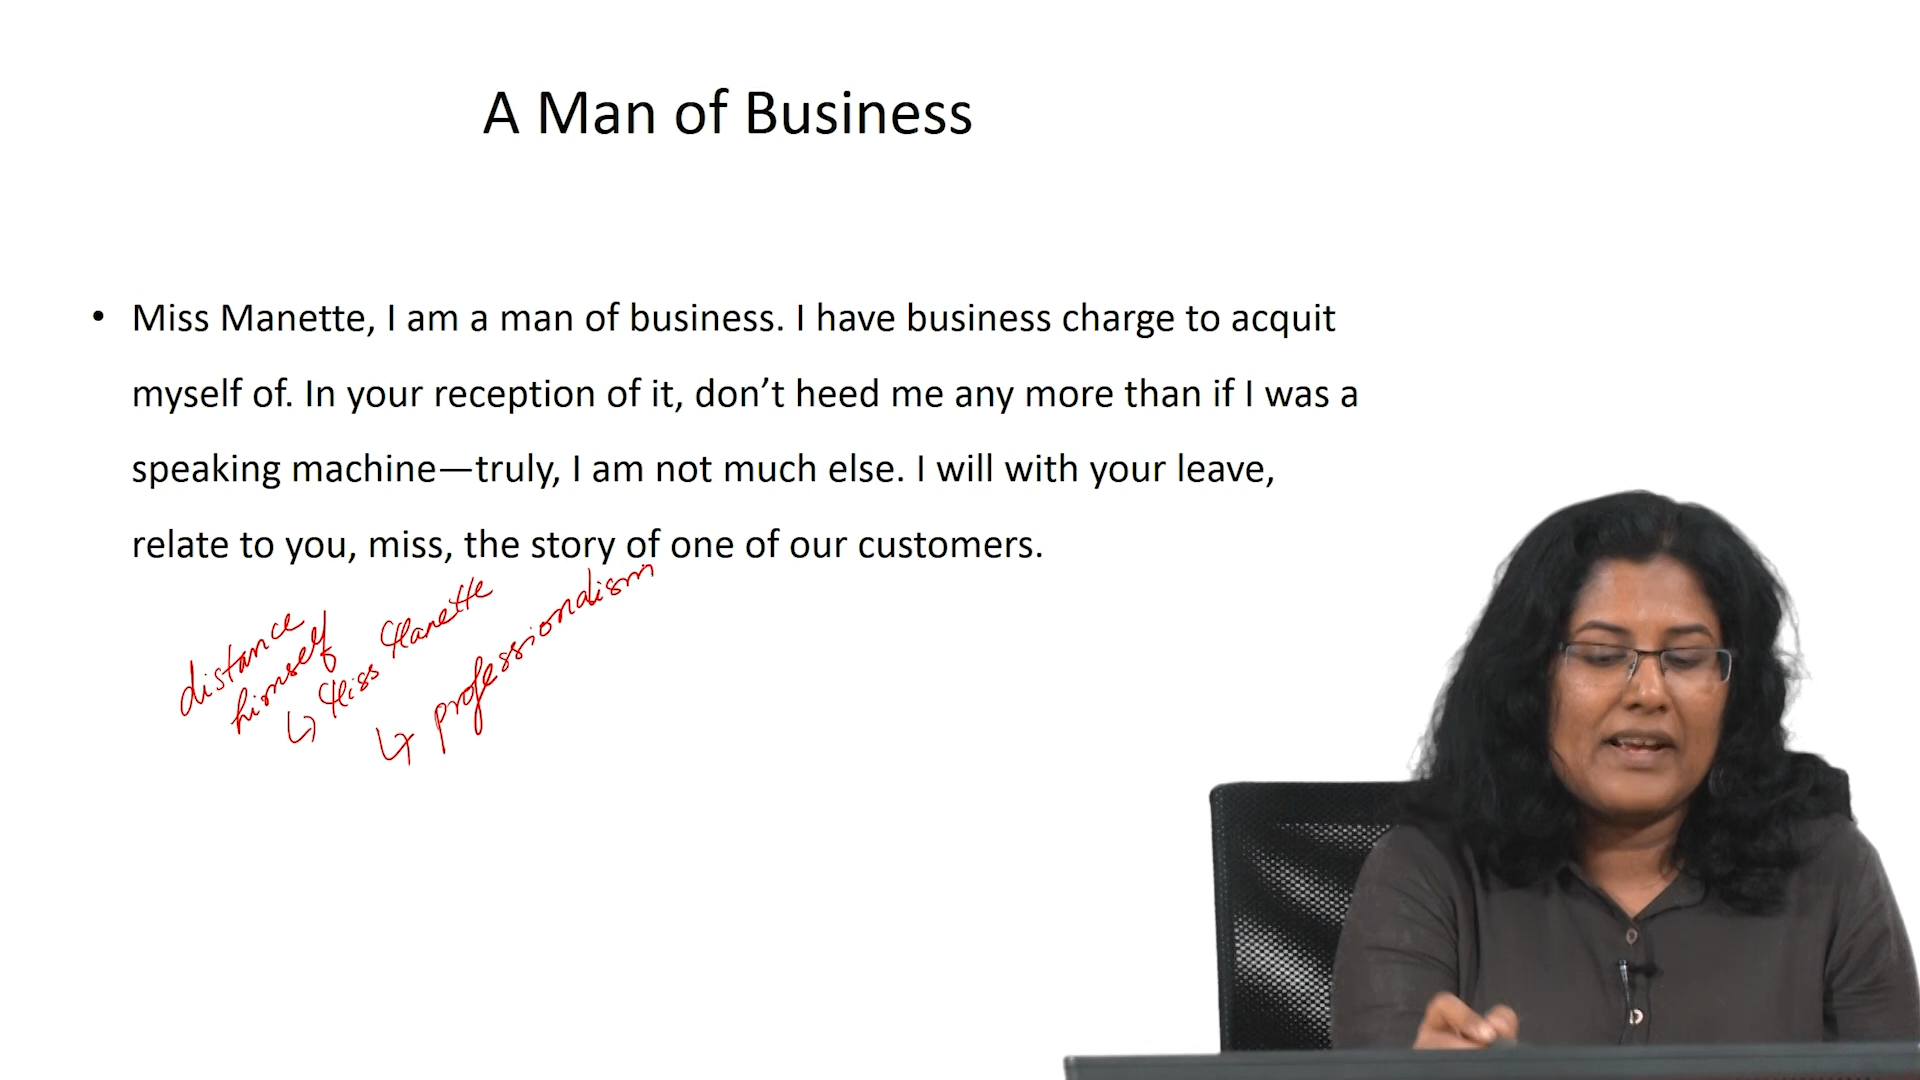 A Man of Business
• Miss Manette, I am a man of business. I have business charge to acquit
myself of. In your reception of it, don’t heed me any more than if I was a
speaking machine—truly, I am not much else. I will with your leave,
relate to you, miss, the story of one of our customers.
distance
himself
↳ Miss Manette
↳ professionalism